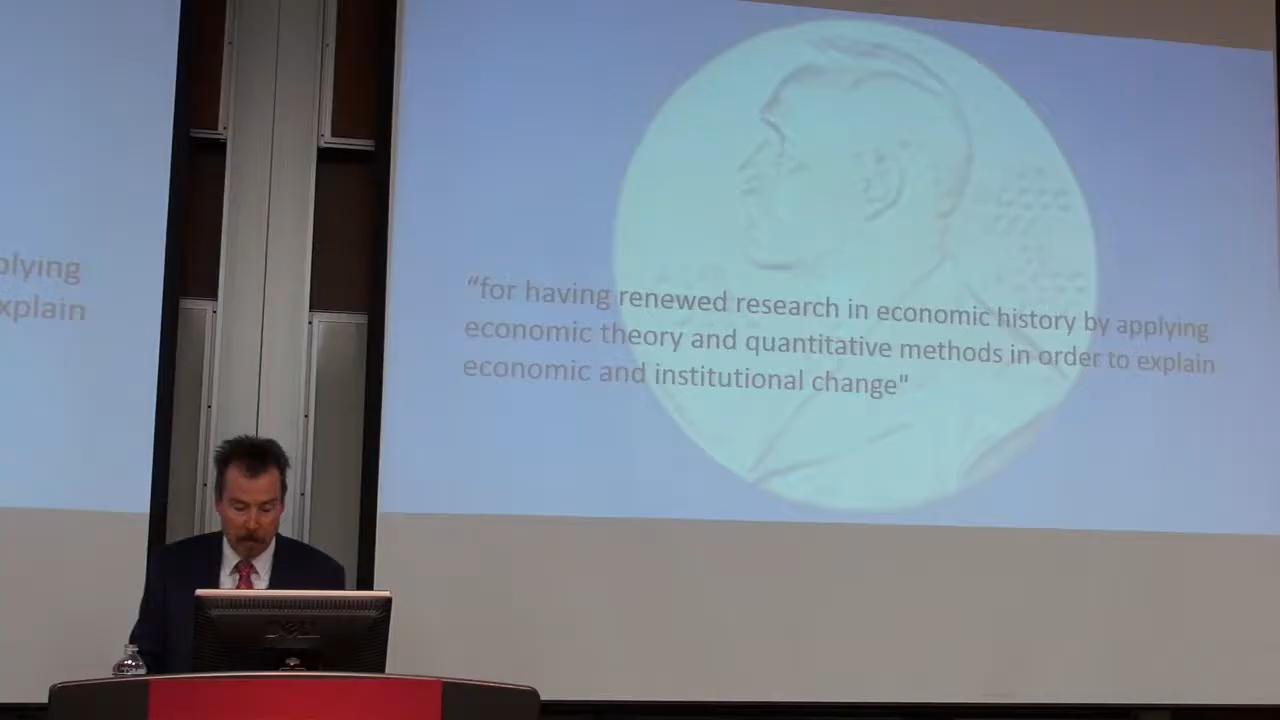 plying
xplain
“for having renewed research in economic history by applying
economic theory and quantitative methods in order to explain
economic and institutional change"
DELL